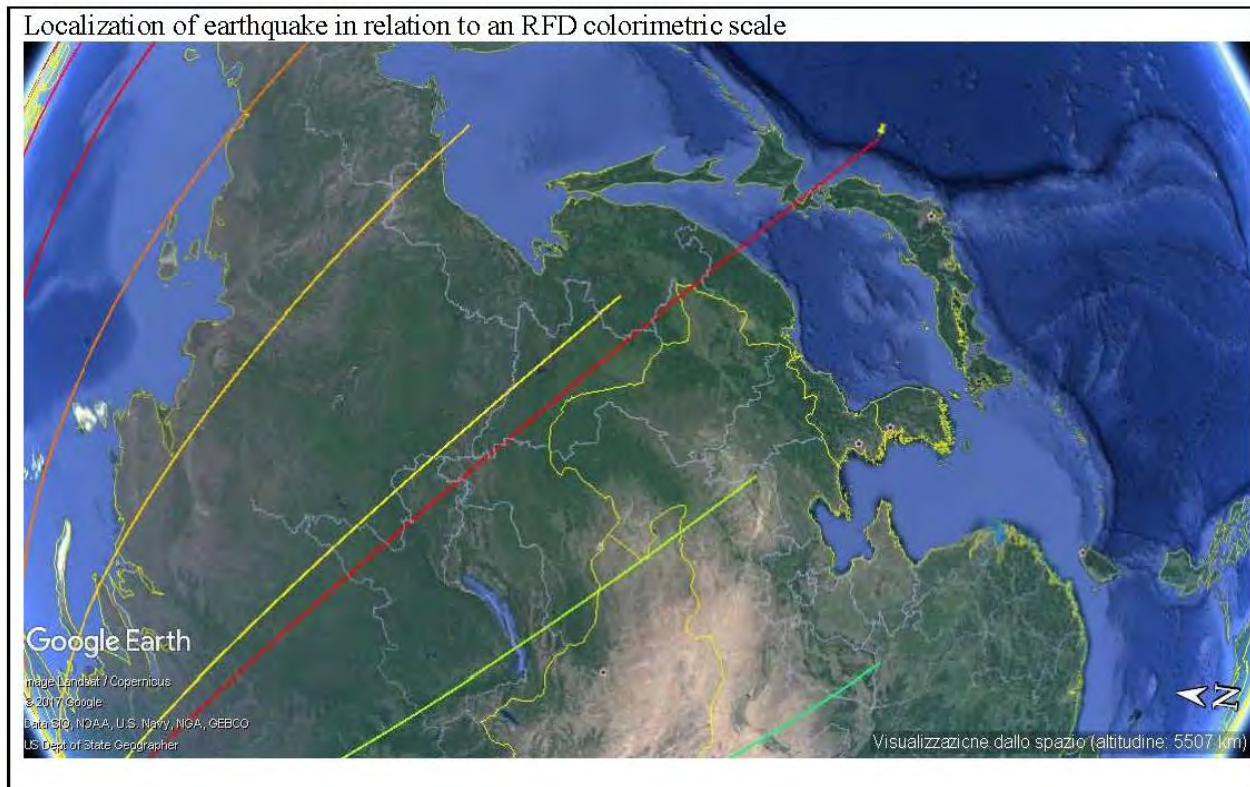 Localization of earthquake in relation to an RFD colorimetric scale
Google Earth
mage Landsat / Copernicus
© 2017 Google
Data SIO, NOAA, U.S. Navy, NGA, GEBCO
US Dept of State Geographer
N
Visualizzazione dallo spazio (altitudine: 5507 km)